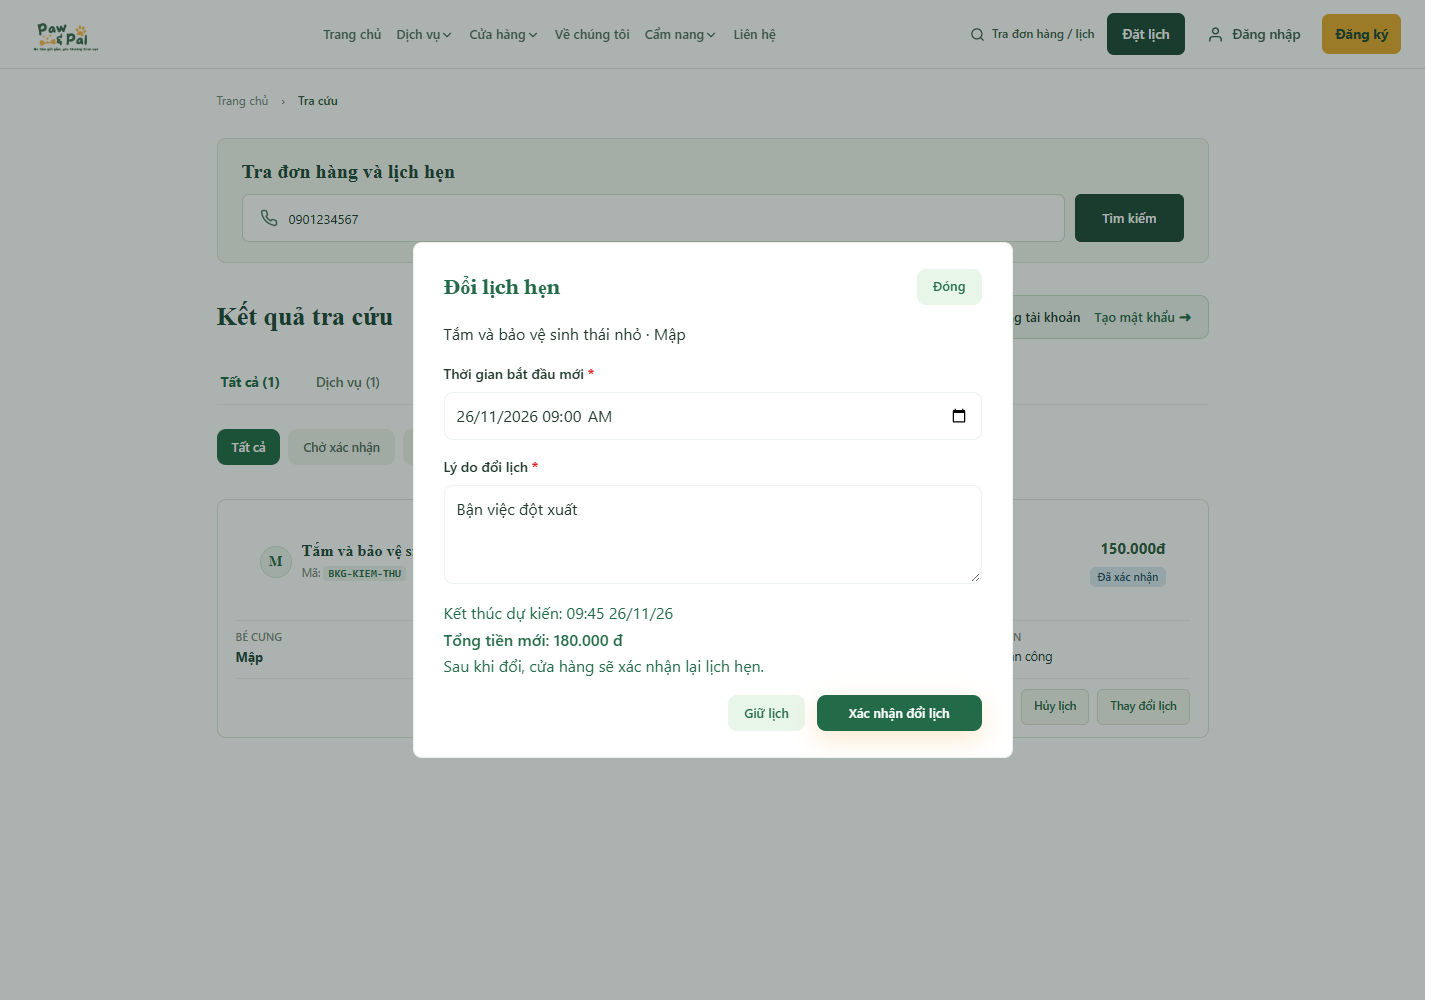 Paw
& Pal
Trang chủ
Dịch vụ
Cửa hàng
Về chúng tôi
Cẩm nang
Liên hệ
Tra đơn hàng / lịch
Đặt lịch
Đăng nhập
Đăng ký
Trang chủ › Tra cứu
Tra đơn hàng và lịch hẹn
0901234567
Tìm kiếm
Kết quả tra cứu
tài khoản
Tạo mật khẩu ➜
Tất cả (1)
Dịch vụ (1)
Tất cả
Chờ xác nhận
Tắm và bảo vệ
M
Mã: BKG-KIEM-THU
150.000đ
Đã xác nhận
BÉ CƯNG
Mập
công
Hủy lịch
Thay đổi lịch
Đổi lịch hẹn
Đóng
Tắm và bảo vệ sinh thái nhỏ · Mập
Thời gian bắt đầu mới *
26/11/2026 09:00 AM
Lý do đổi lịch *
Bận việc đột xuất
Kết thúc dự kiến: 09:45 26/11/26
Tổng tiền mới: 180.000 đ
Sau khi đổi, cửa hàng sẽ xác nhận lại lịch hẹn.
Giữ lịch
Xác nhận đổi lịch